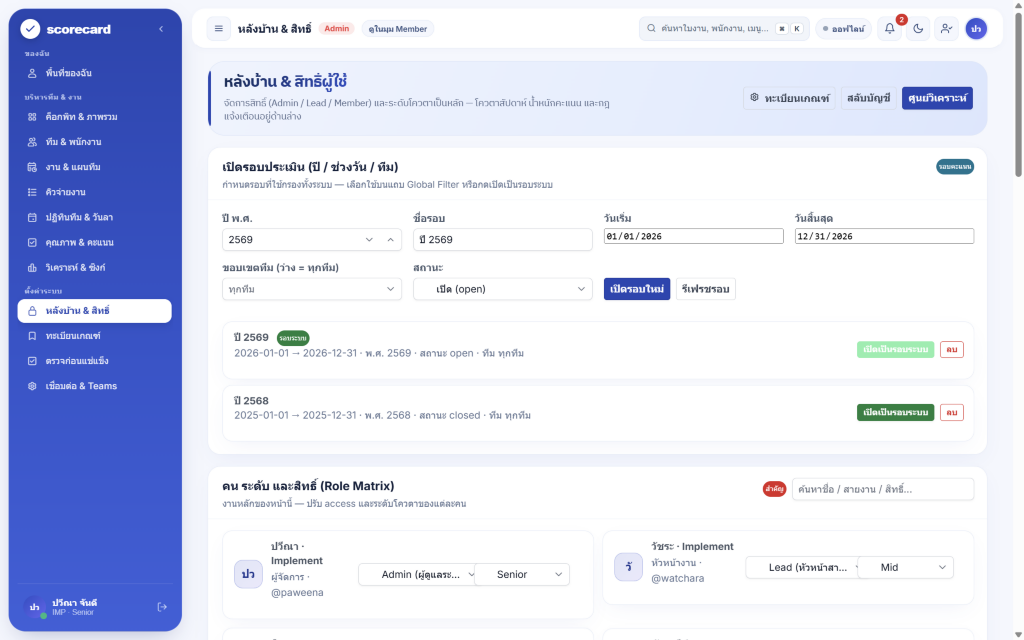 scorecard
ของฉัน
พื้นที่ของฉัน
บริหารทีม & งาน
ค็อกพิท & ภาพรวม
ทีม & พนักงาน
งาน & แผนทีม
คิวจ่ายงาน
ปฏิทินทีม & วันลา
คุณภาพ & คะแนน
วิเคราะห์ & ซิงก์
ตั้งค่าระบบ
หลังบ้าน & สิทธิ์
ทะเบียนเกณฑ์
ตรวจก่อนแข่แข็ง
เชื่อมต่อ & Teams
ปว
ปวีณา จันดี
IMP · Senior
หลังบ้าน & สิทธิ์
Admin
ดูในมุม Member
ค้นหาใบงาน, พนักงาน, เมนู...
⌘ K
ออฟไลน์
2
ปว
หลังบ้าน & สิทธิ์ผู้ใช้
จัดการสิทธิ์ (Admin / Lead / Member) และระดับโควตาเป็นหลัก — โควตาสัปดาห์ น้ำหนักคะแนน และกฎ
แจ้งเตือนอยู่ด้านล่าง
ทะเบียนเกณฑ์
สลับบัญชี
ศูนย์วิเคราะห์
เปิดรอบประเมิน (ปี / ช่วงวัน / ทีม)
กำหนดรอบที่ใช้กรองทั้งระบบ — เลือกใช้บนแถบ Global Filter หรือกดเปิดเป็นรอบระบบ
รอบคะแนน
ปี พ.ศ.
ชื่อรอบ
วันเริ่ม
วันสิ้นสุด
2569
ปี 2569
01/01/2026
12/31/2026
ขอบเขตทีม (ว่าง = ทุกทีม)
สถานะ
ทุกทีม
เปิด (open)
เปิดรอบใหม่
รีเฟรชรอบ
ปี 2569
รอบระบบ
2026-01-01 → 2026-12-31 · พ.ศ. 2569 · สถานะ open · ทีม ทุกทีม
เปิดเป็นรอบระบบ
ลบ
ปี 2568
2025-01-01 → 2025-12-31 · พ.ศ. 2568 · สถานะ closed · ทีม ทุกทีม
เปิดเป็นรอบระบบ
ลบ
คน ระดับ และสิทธิ์ (Role Matrix)
งานหลักของหน้านี้ — ปรับ access และระดับโควตาของแต่ละคน
สำคัญ
ค้นหาชื่อ / สายงาน / สิทธิ์...
ปว
ปวีณา ·
Implement
ผู้จัดการ ·
@paweena
Admin (ผู้ดูแลระ...
Senior
วั
วัชระ · Implement
หัวหน้างาน ·
@watchara
Lead (หัวหน้าสา...
Mid